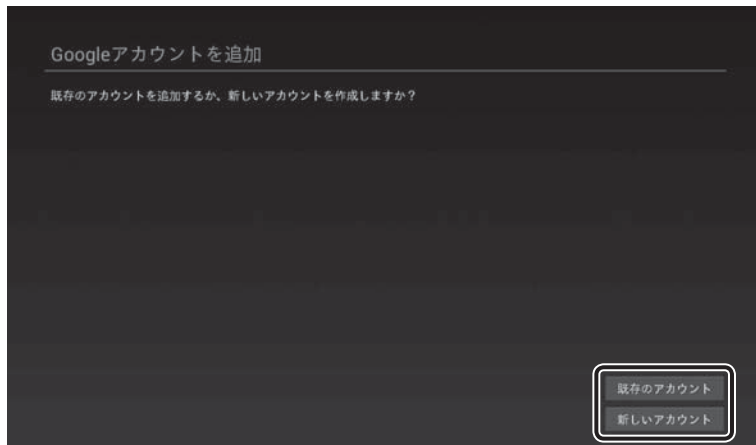 Googleアカウントを追加
既存のアカウントを追加するか、新しいアカウントを作成しますか？
既存のアカウント
新しいアカウント